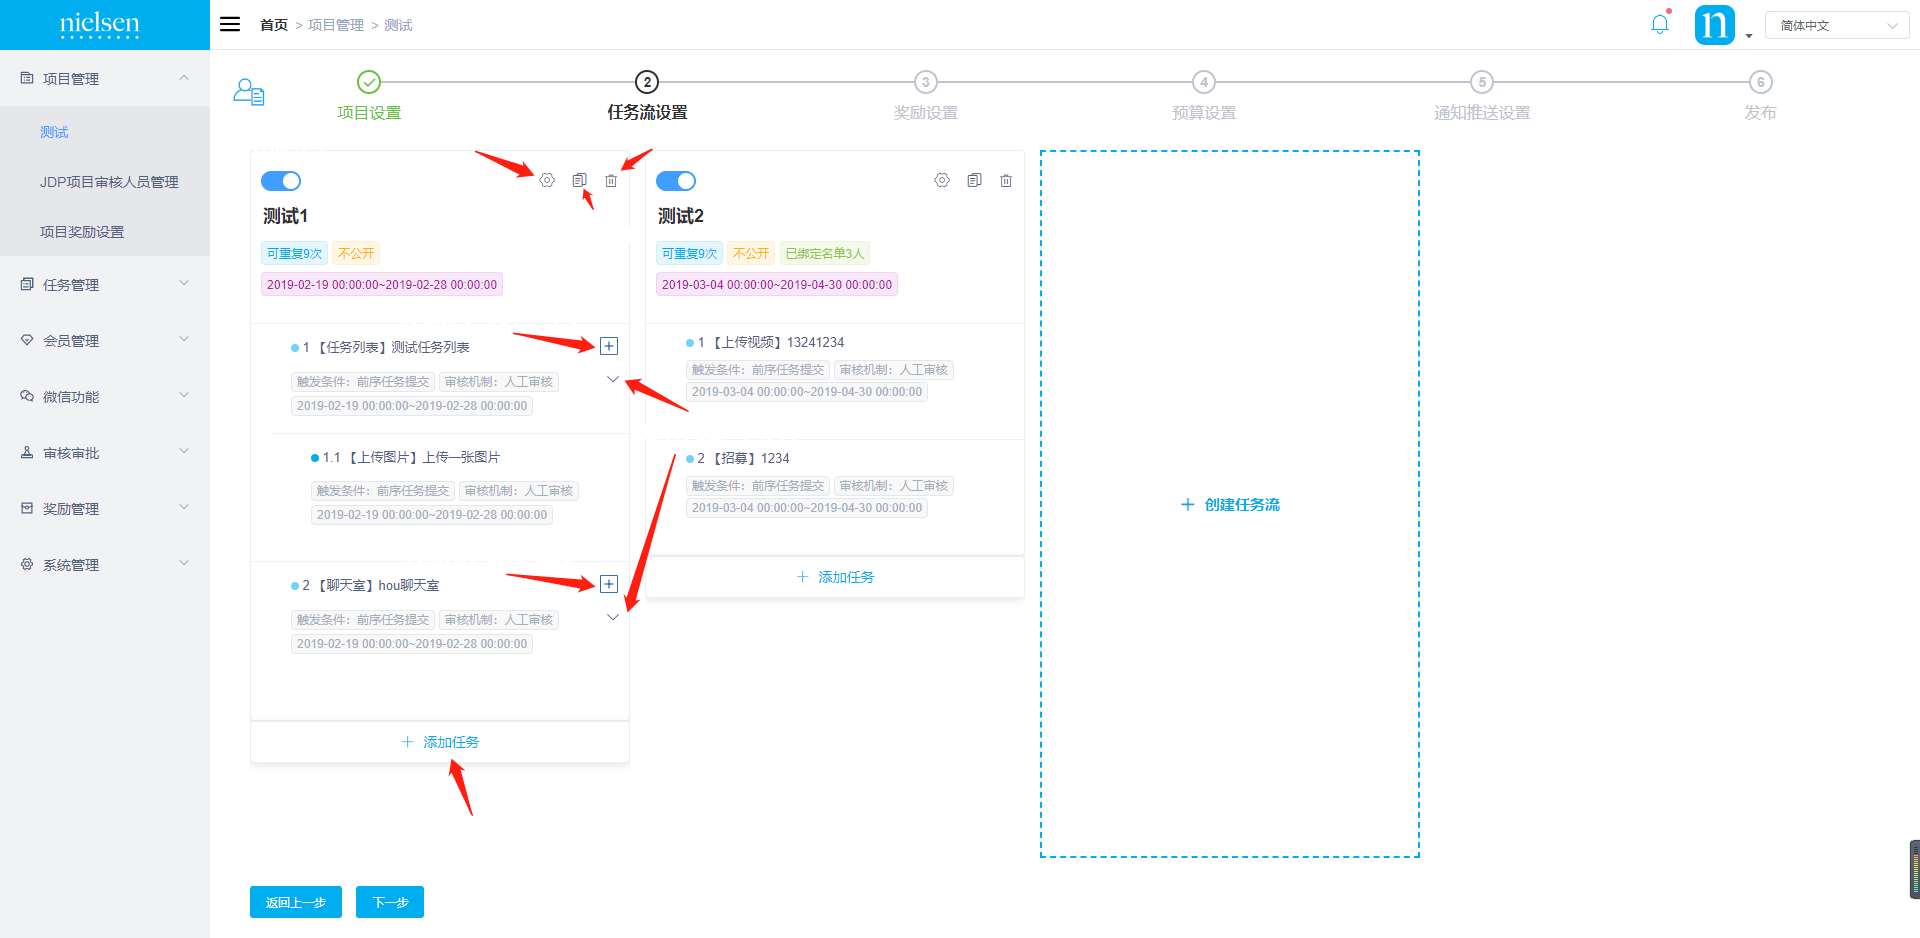 nielsen
首页 > 项目管理 > 测试
n
简体中文
项目管理
测试
JDP项目审核人员管理
项目奖励设置
任务管理
会员管理
微信功能
审核审批
奖励管理
系统管理
项目设置
2
任务流设置
3
奖励设置
4
预算设置
5
通知推送设置
6
发布
测试1
可重复9次 不公开
2019-02-19 00:00:00~2019-02-28 00:00:00
1 【任务列表】测试任务列表
触发条件：前序任务提交 审核机制：人工审核
2019-02-19 00:00:00~2019-02-28 00:00:00
1.1 【上传图片】上传一张图片
触发条件：前序任务提交 审核机制：人工审核
2019-02-19 00:00:00~2019-02-28 00:00:00
2 【聊天室】hou聊天室
触发条件：前序任务提交 审核机制：人工审核
2019-02-19 00:00:00~2019-02-28 00:00:00
+ 添加任务
测试2
可重复9次 不公开 已绑定名单3人
2019-03-04 00:00:00~2019-04-30 00:00:00
1 【上传视频】13241234
触发条件：前序任务提交 审核机制：人工审核
2019-03-04 00:00:00~2019-04-30 00:00:00
2 【招募】1234
触发条件：前序任务提交 审核机制：人工审核
2019-03-04 00:00:00~2019-04-30 00:00:00
+ 添加任务
+ 创建任务流
返回上一步
下一步